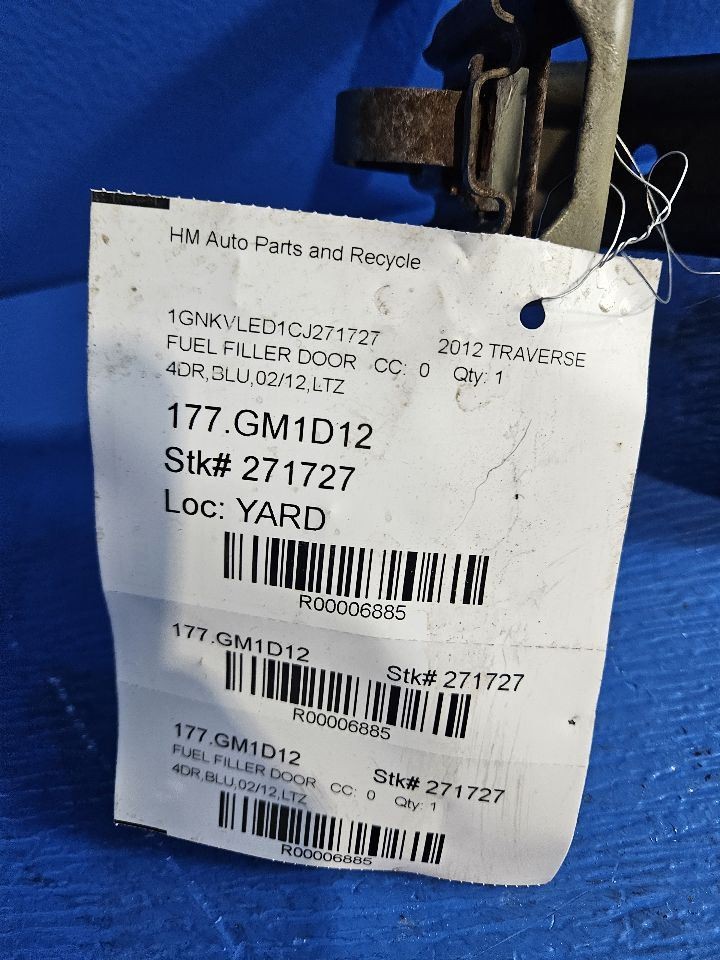 HM Auto Parts and Recycle
1GNKVLED1CJ271727 2012 TRAVERSE
FUEL FILLER DOOR CC: 0 Qty: 1
4DR,BLU,02/12,LTZ
177.GM1D12
Stk# 271727
Loc: YARD
R00006885
177.GM1D12 Stk# 271727
R00006885
177.GM1D12 Stk# 271727
FUEL FILLER DOOR CC: 0 Qty: 1
4DR,BLU,02/12,LTZ
R00006885